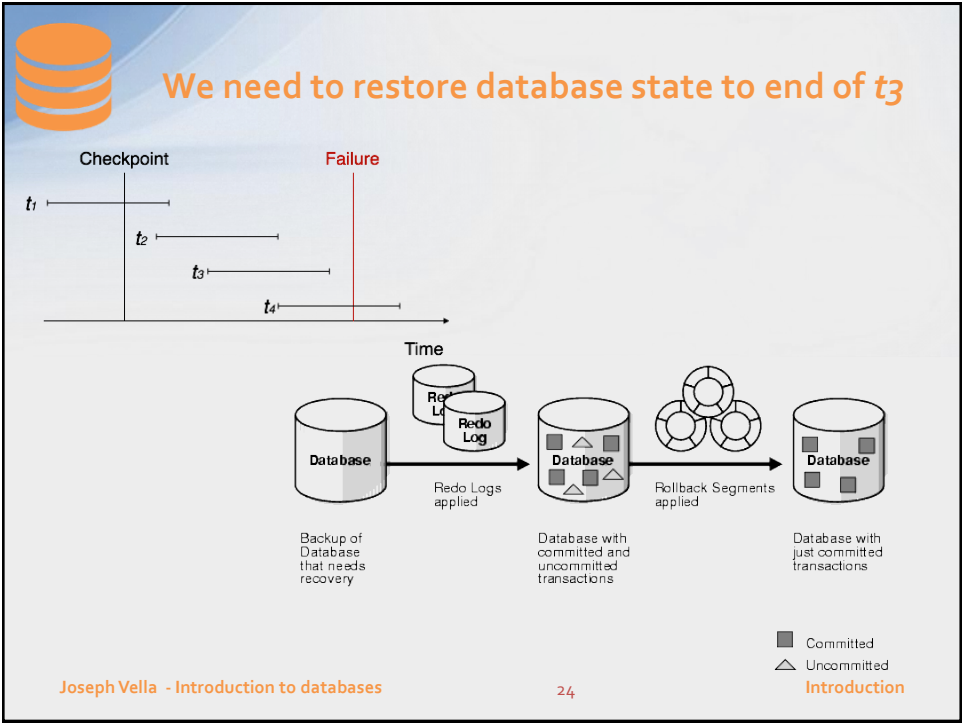 We need to restore database state to end of t3
Checkpoint
Failure
t1
t2
t3
t4
Time
Redo
Log
Redo
Log
Database
Database
Database
Redo Logs
applied
Rollback Segments
applied
Backup of
Database
that needs
recovery
Database with
committed and
uncommitted
transactions
Database with
just committed
transactions
Committed
Uncommitted
Joseph Vella - Introduction to databases
24
Introduction